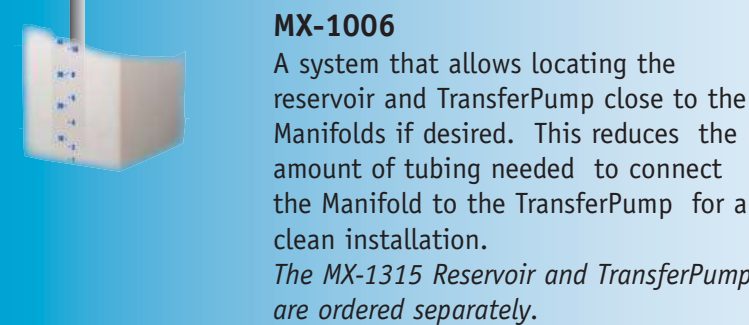 MX-1006
A system that allows locating the
reservoir and TransferPump close to the
Manifolds if desired. This reduces the
amount of tubing needed to connect
the Manifold to the TransferPump for a
clean installation.
The MX-1315 Reservoir and TransferPump
are ordered separately.